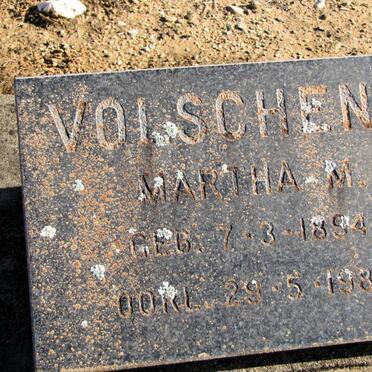 VOLSCHEN
MARTHA M.
GEB. 7·3·1894
OORL. 29·5·198